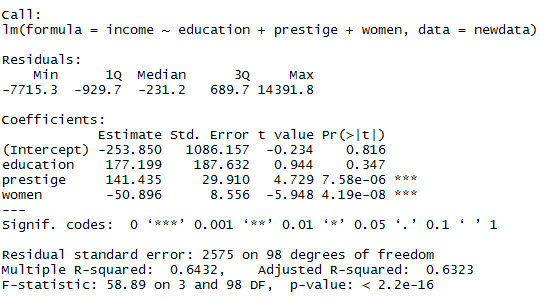 Call:
lm(formula = income ~ education + prestige + women, data = newdata)
Residuals:
Min 1Q Median 3Q Max
-7715.3 -929.7 -231.2 689.7 14391.8
Coefficients:
Estimate Std. Error t value Pr(>|t|)
(Intercept) -253.850 1086.157 -0.234 0.816
education 177.199 187.632 0.944 0.347
prestige 141.435 29.910 4.729 7.58e-06 ***
women -50.896 8.556 -5.948 4.19e-08 ***
---
Signif. codes: 0 ‘***’ 0.001 ‘**’ 0.01 ‘*’ 0.05 ‘.’ 0.1 ‘ ’ 1
Residual standard error: 2575 on 98 degrees of freedom
Multiple R-squared: 0.6432, Adjusted R-squared: 0.6323
F-statistic: 58.89 on 3 and 98 DF, p-value: < 2.2e-16